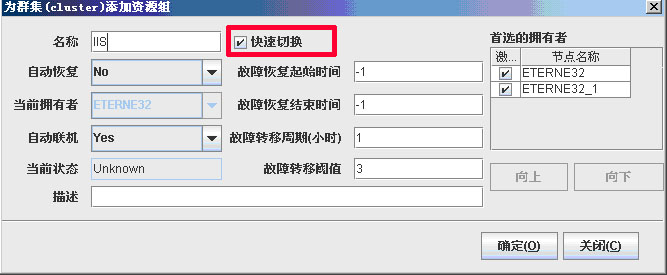 为群集(cluster)添加资源组
名称 IIS 快速切换
自动恢复 No 故障恢复起始时间 -1
当前拥有者 ETERNE32 故障恢复结束时间 -1
自动联机 Yes 故障转移周期(小时) 1
当前状态 Unknown 故障转移阈值 3
描述
首选的拥有者
激... 节点名称
ETERNE32
ETERNE32_1
向上 向下
确定(O) 关闭(C)